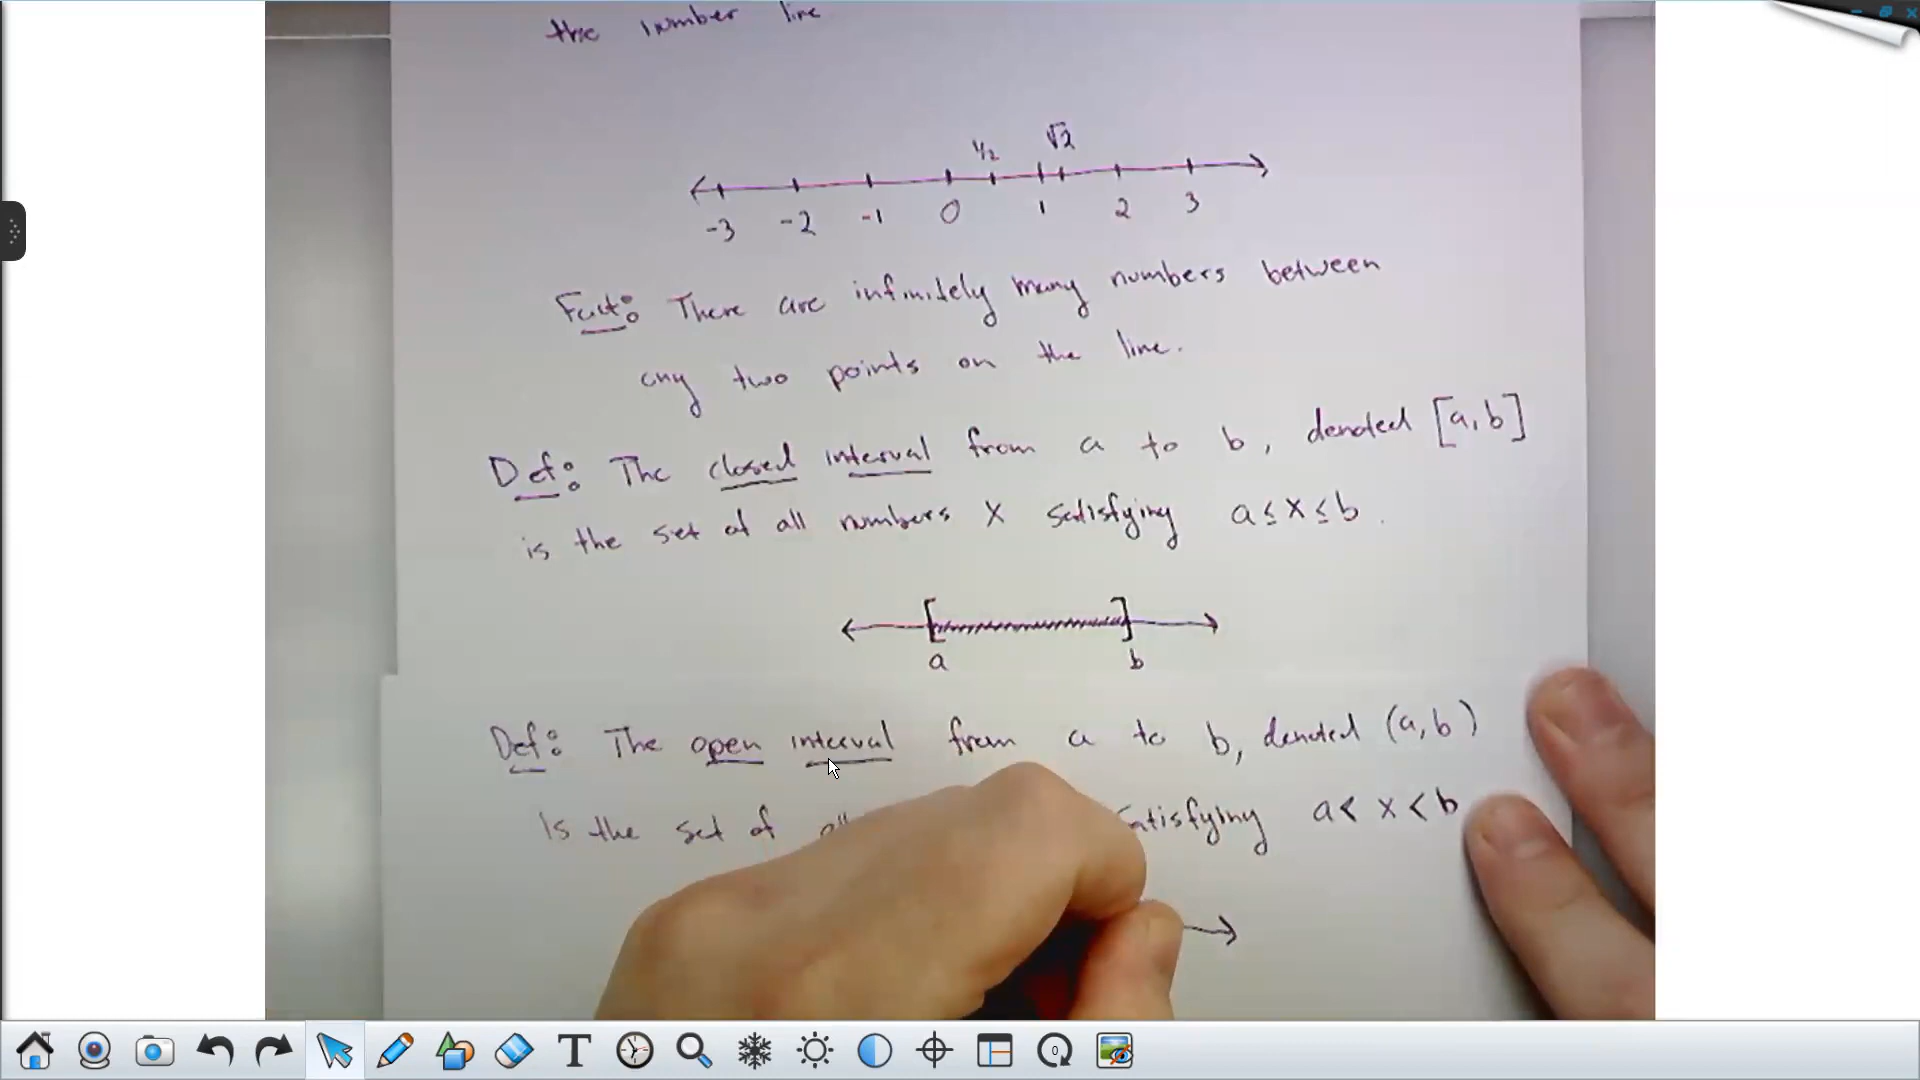 the number line
1/2 √2
-3 -2 -1 0 1 2 3
Fact: There are infinitely many numbers between
any two points on the line.
Def: The closed interval from a to b, denoted [a,b]
is the set of all numbers x satisfying a≤x≤b.
[ ]
a b
Def: The open interval from a to b, denoted (a,b)
Is the set of all satisfying a< x < b
T
0